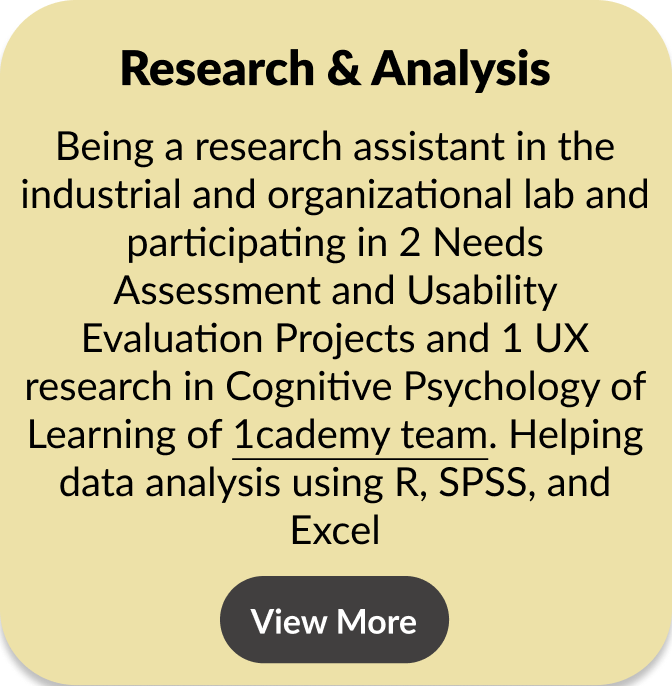 Research & Analysis
Being a research assistant in the
industrial and organizational lab and
participating in 2 Needs
Assessment and Usability
Evaluation Projects and 1 UX
research in Cognitive Psychology of
Learning of 1cademy team. Helping
data analysis using R, SPSS, and
Excel
View More